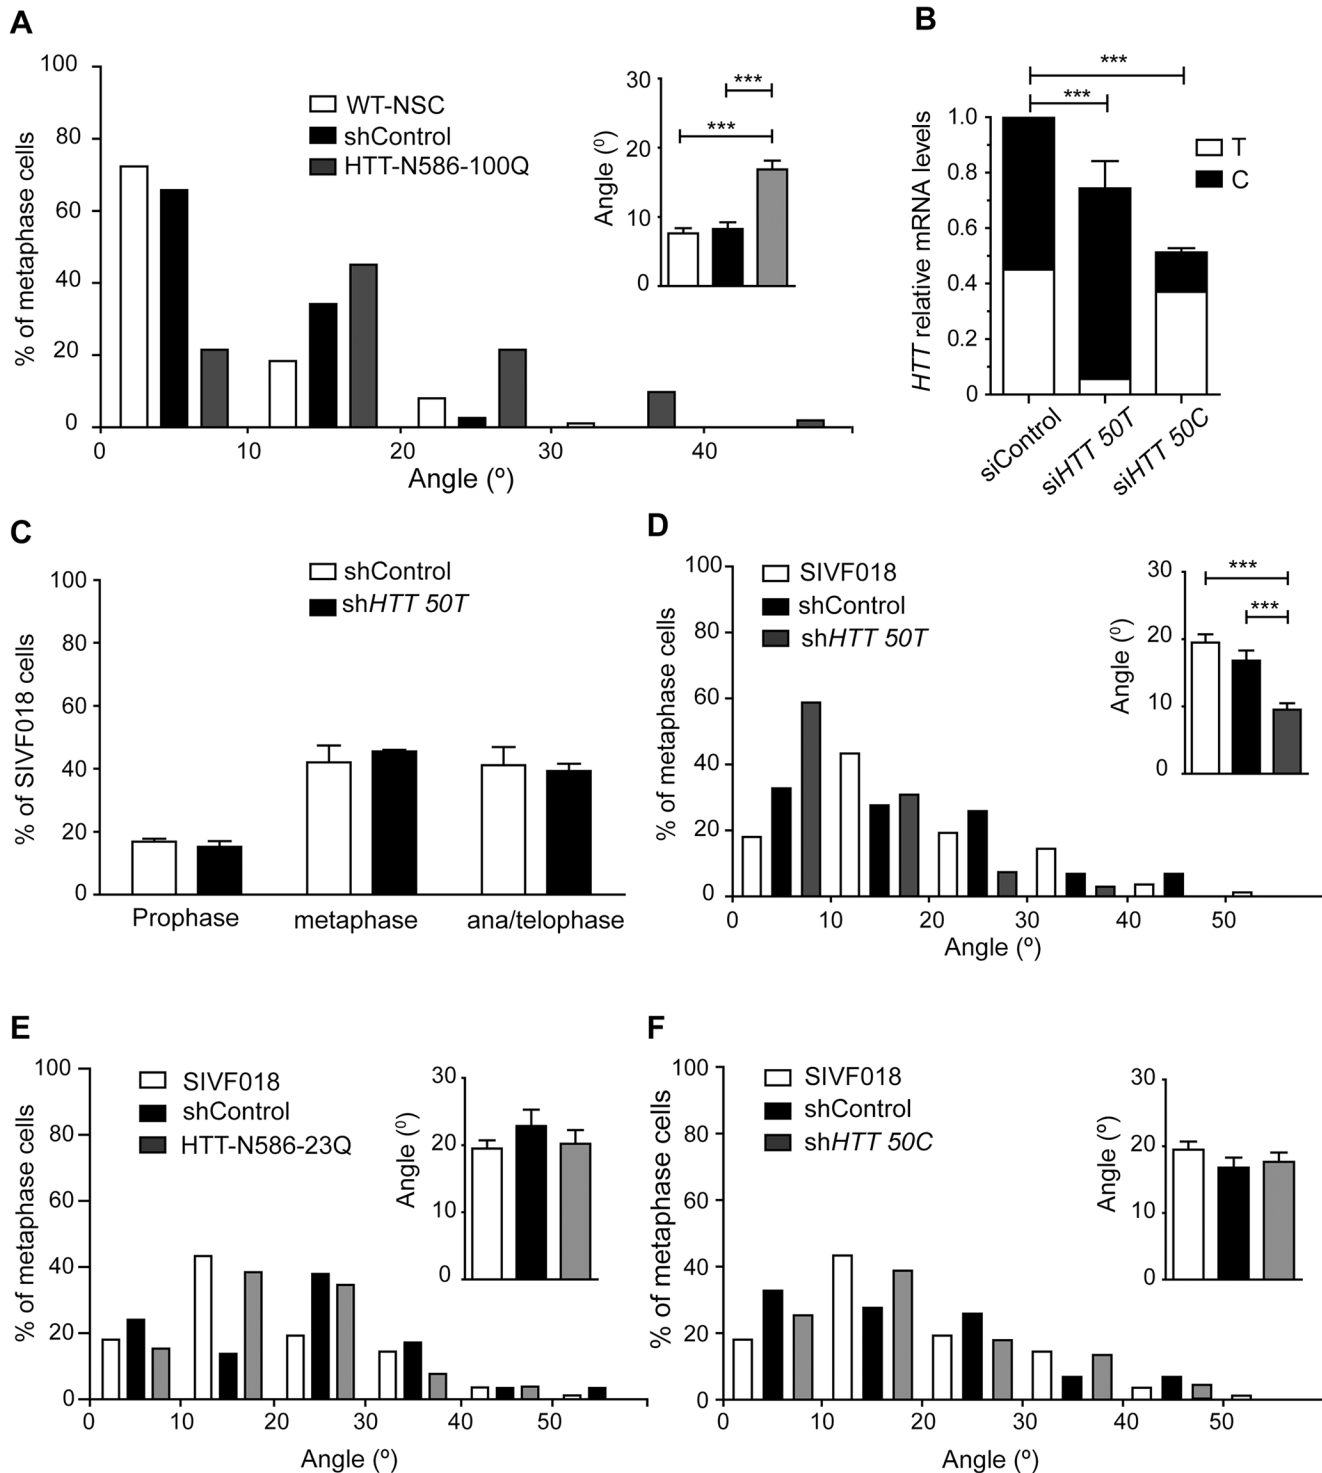 A
% of metaphase cells
100
80
60
40
20
0
0
10
20
30
40
Angle (º)
WT-NSC
shControl
HTT-N586-100Q
Angle (⁰)
30
20
10
0
***
***
B
HTT relative mRNA levels
1.0
0.8
0.6
0.4
0.2
0
***
***
T
C
siControl
siHTT 50T
siHTT 50C
C
% of SIVF018 cells
100
80
60
40
20
0
shControl
shHTT 50T
Prophase
metaphase
ana/telophase
D
% of metaphase cells
100
80
60
40
20
0
0
10
20
30
40
50
Angle (º)
SIVF018
shControl
shHTT 50T
Angle (⁰)
30
20
10
0
***
***
E
% of metaphase cells
100
80
60
40
20
0
0
10
20
30
40
50
Angle (º)
SIVF018
shControl
HTT-N586-23Q
Angle (⁰)
30
20
10
0
F
% of metaphase cells
100
80
60
40
20
0
0
10
20
30
40
50
Angle (º)
SIVF018
shControl
shHTT 50C
Angle (º)
30
20
10
0